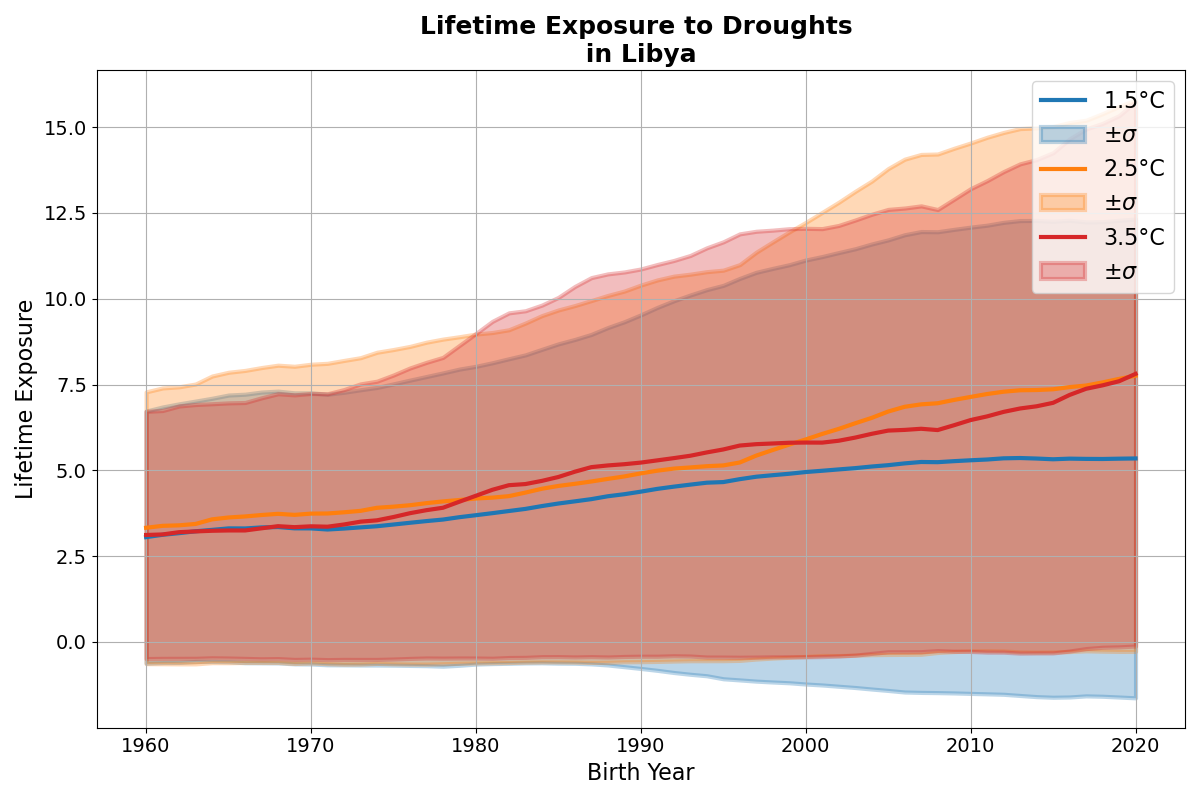 Lifetime Exposure to Droughts
in Libya
1.5°C
±σ
2.5°C
±σ
3.5°C
±σ
Lifetime Exposure
15.0
12.5
10.0
7.5
5.0
2.5
0.0
1960 1970 1980 1990 2000 2010 2020
Birth Year